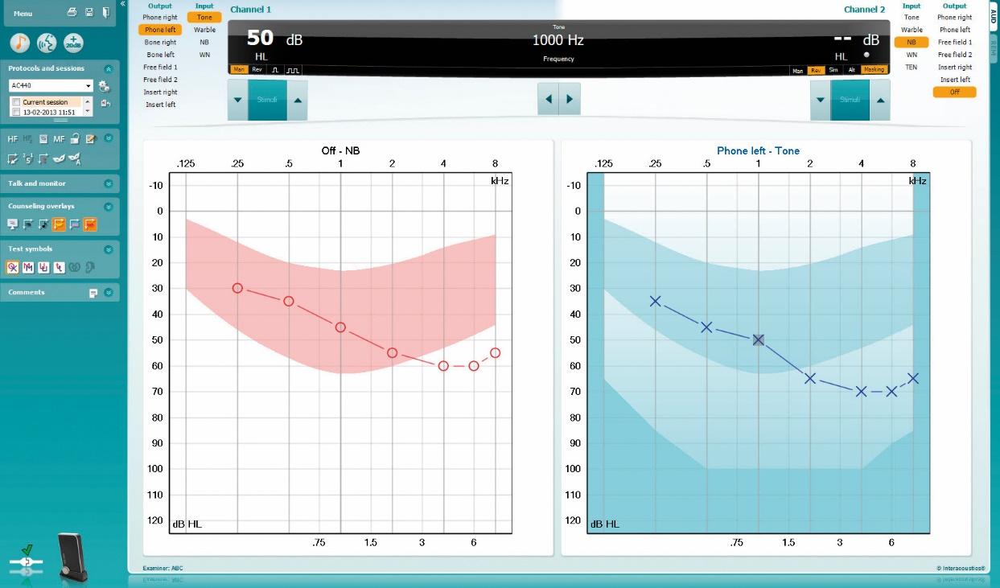 Menu
Protocols and sessions
AC440
Current session
13-02-2013 11:51
HF
MF
Talk and monitor
Counseling overlays
Test symbols
Comments
Output
Phone right
Phone left
Bone right
Bone left
Free field 1
Free field 2
Insert right
Insert left
Input
Tone
Warble
NB
WN
Channel 1
50 dB
HL
Man Rev
Stimuli
Tone
1000 Hz
Frequency
Channel 2
-- dB
HL
Man Rev Sim Alt Masking
Stimuli
Input
Tone
Warble
NB
WN
TEN
Output
Phone right
Phone left
Free field 1
Free field 2
Insert right
Insert left
Off
AUD
REM
+
20dB
Off - NB
.125 .25 .5 1 2 4 8
kHz
-10
0
10
20
30
40
50
60
70
80
90
100
110
120
dB HL
.75 1.5 3 6
Phone left - Tone
.125 .25 .5 1 2 4 8
kHz
-10
0
10
20
30
40
50
60
70
80
90
100
110
120
dB HL
.75 1.5 3 6
Examiner: ABC
© Interacoustics®